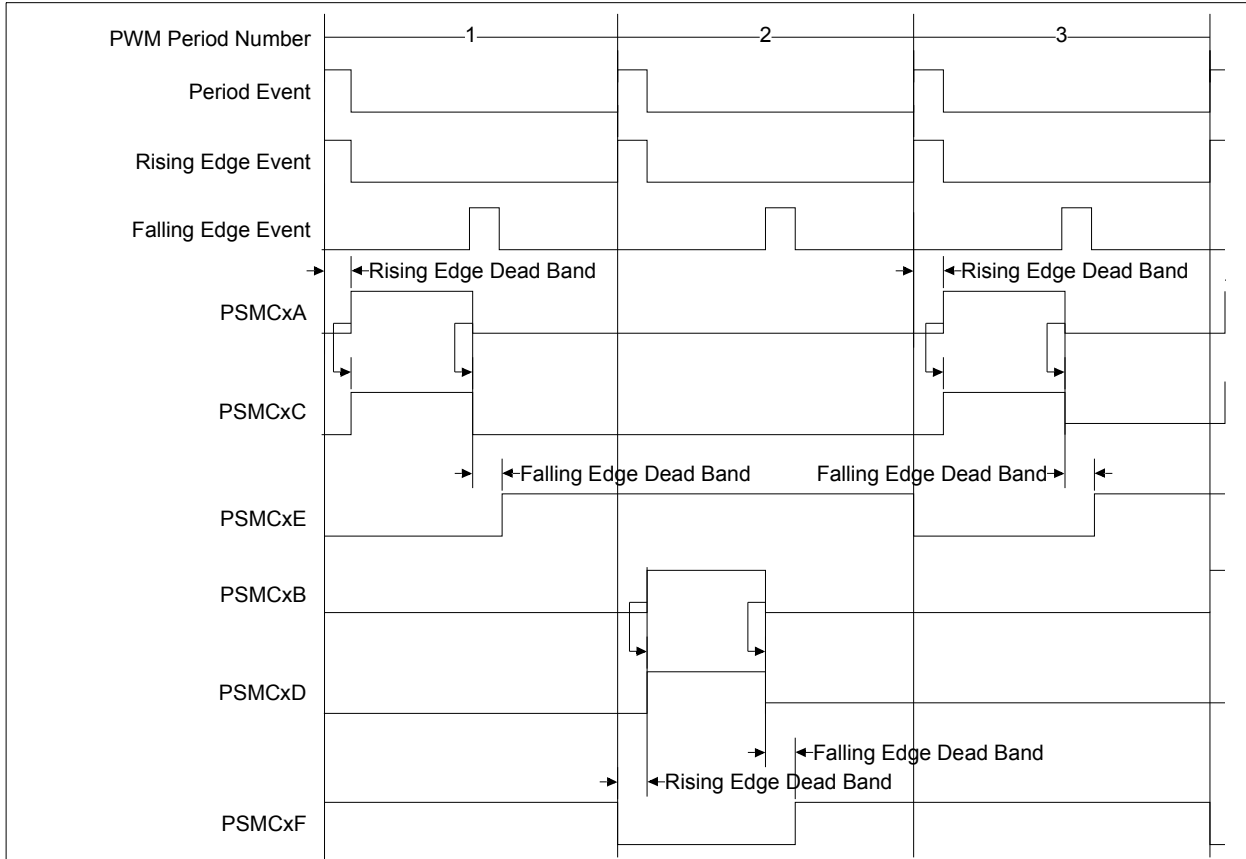 PWM Period Number
1
2
3
Period Event
Rising Edge Event
Falling Edge Event
Rising Edge Dead Band
Rising Edge Dead Band
PSMCxA
PSMCxC
Falling Edge Dead Band
Falling Edge Dead Band
PSMCxE
PSMCxB
PSMCxD
Falling Edge Dead Band
Rising Edge Dead Band
PSMCxF